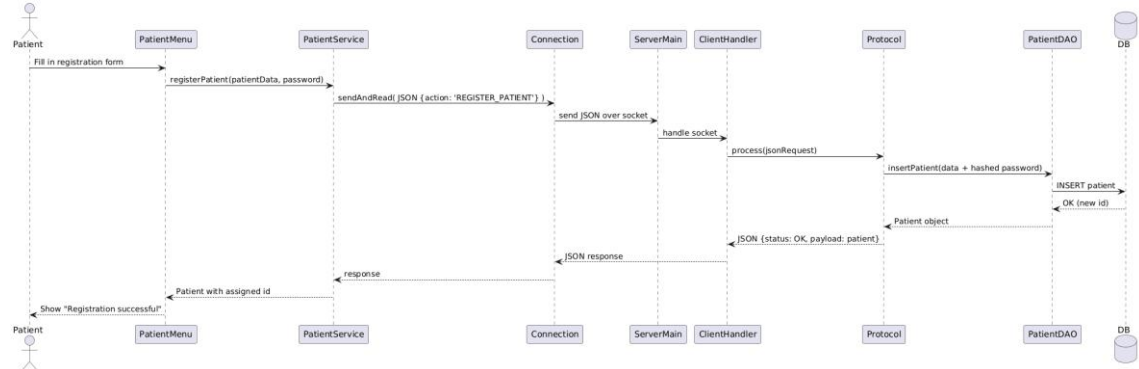 Patient
PatientMenu
PatientService
Connection
ServerMain
ClientHandler
Protocol
PatientDAO
DB
Fill in registration form
registerPatient(patientData, password)
sendAndRead( JSON {action: 'REGISTER_PATIENT'} )
send JSON over socket
handle socket
process(jsonRequest)
insertPatient(data + hashed password)
INSERT patient
OK (new id)
Patient object
JSON {status: OK, payload: patient}
JSON response
response
Patient with assigned id
Show "Registration successful"
Patient
PatientMenu
PatientService
Connection
ServerMain
ClientHandler
Protocol
PatientDAO
DB